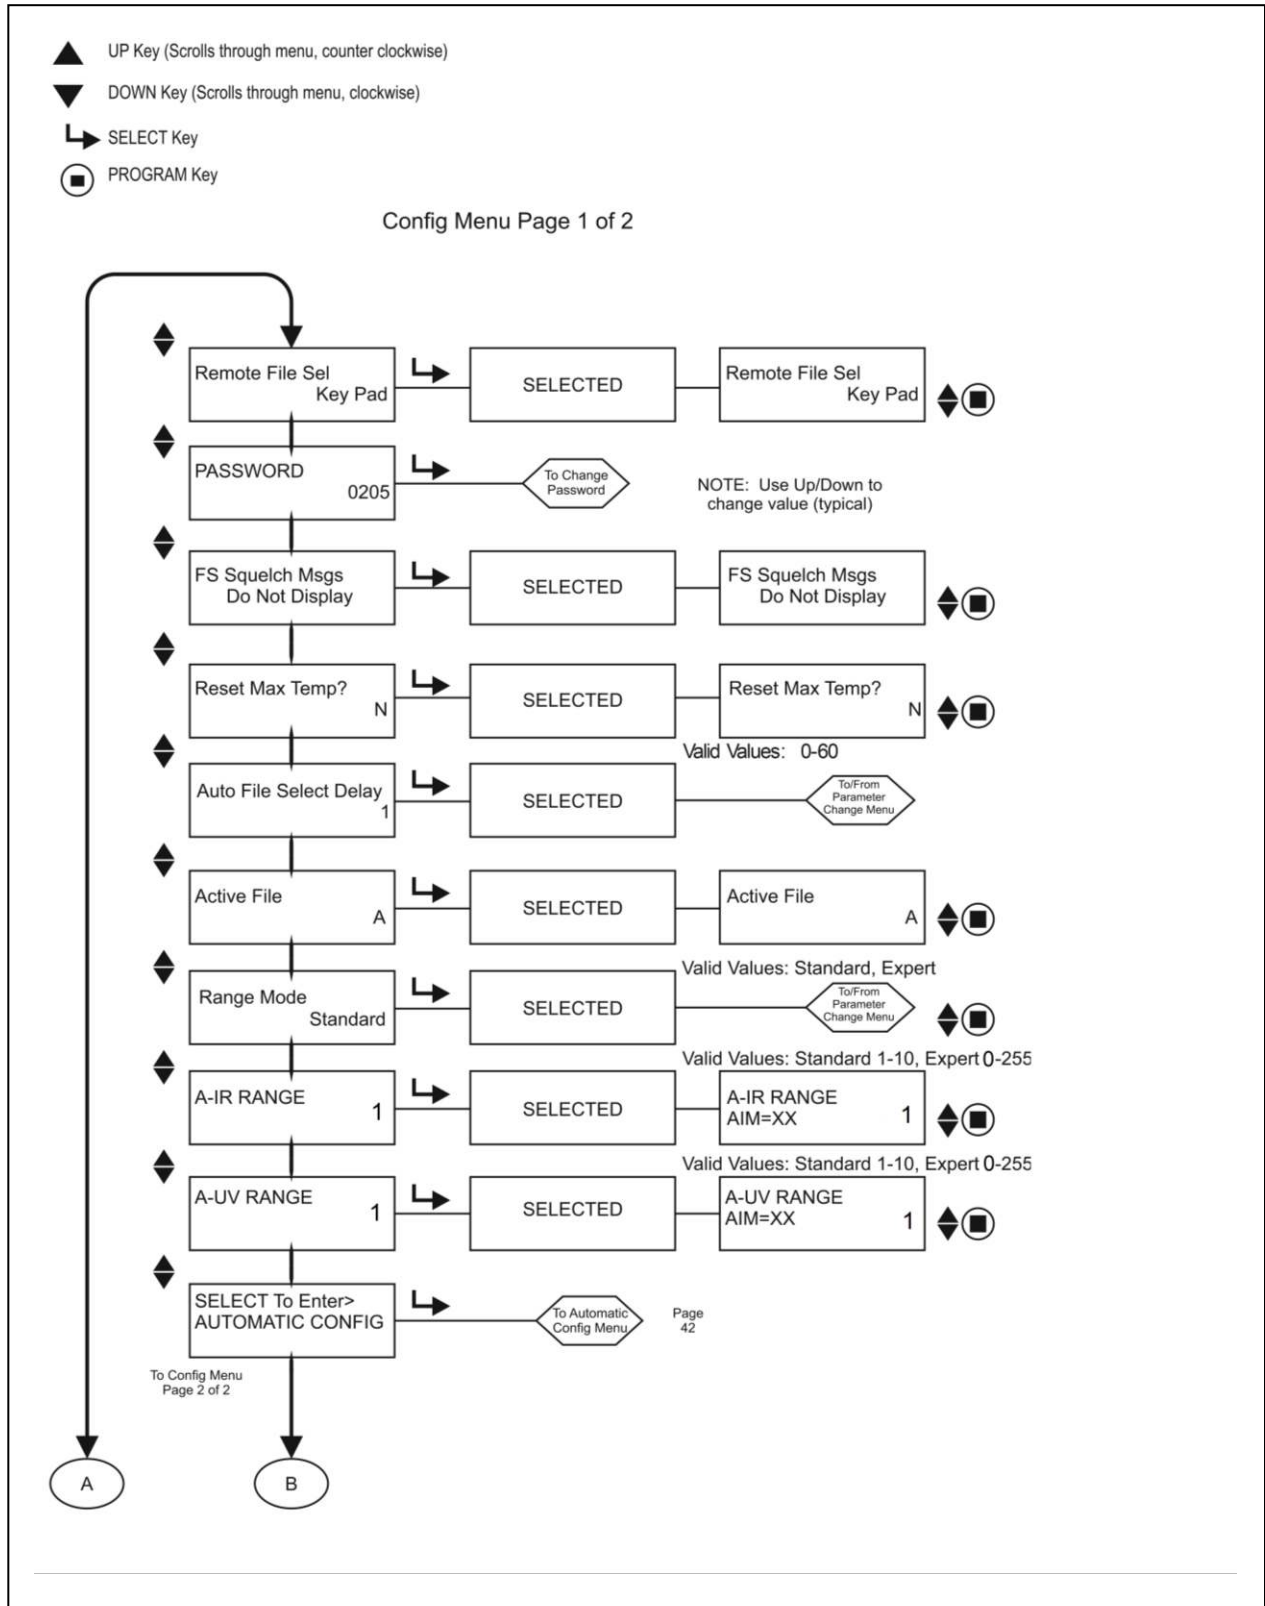 UP Key (Scrolls through menu, counter clockwise)
DOWN Key (Scrolls through menu, clockwise)
SELECT Key
PROGRAM Key
Config Menu Page 1 of 2
Remote File Sel
Key Pad
SELECTED
Remote File Sel
Key Pad
PASSWORD
0205
To Change
Password
NOTE: Use Up/Down to
change value (typical)
FS Squelch Msgs
Do Not Display
SELECTED
FS Squelch Msgs
Do Not Display
Reset Max Temp?
N
SELECTED
Reset Max Temp?
N
Valid Values: 0-60
Auto File Select Delay
1
SELECTED
To/From
Parameter
Change Menu
Active File
A
SELECTED
Active File
A
Valid Values: Standard, Expert
Range Mode
Standard
SELECTED
To/From
Parameter
Change Menu
Valid Values: Standard 1-10, Expert 0-255
A-IR RANGE
1
SELECTED
A-IR RANGE
AIM=XX 1
Valid Values: Standard 1-10, Expert 0-255
A-UV RANGE
1
SELECTED
A-UV RANGE
AIM=XX 1
SELECT To Enter>
AUTOMATIC CONFIG
To Automatic
Config Menu
Page
42
To Config Menu
Page 2 of 2
A
B